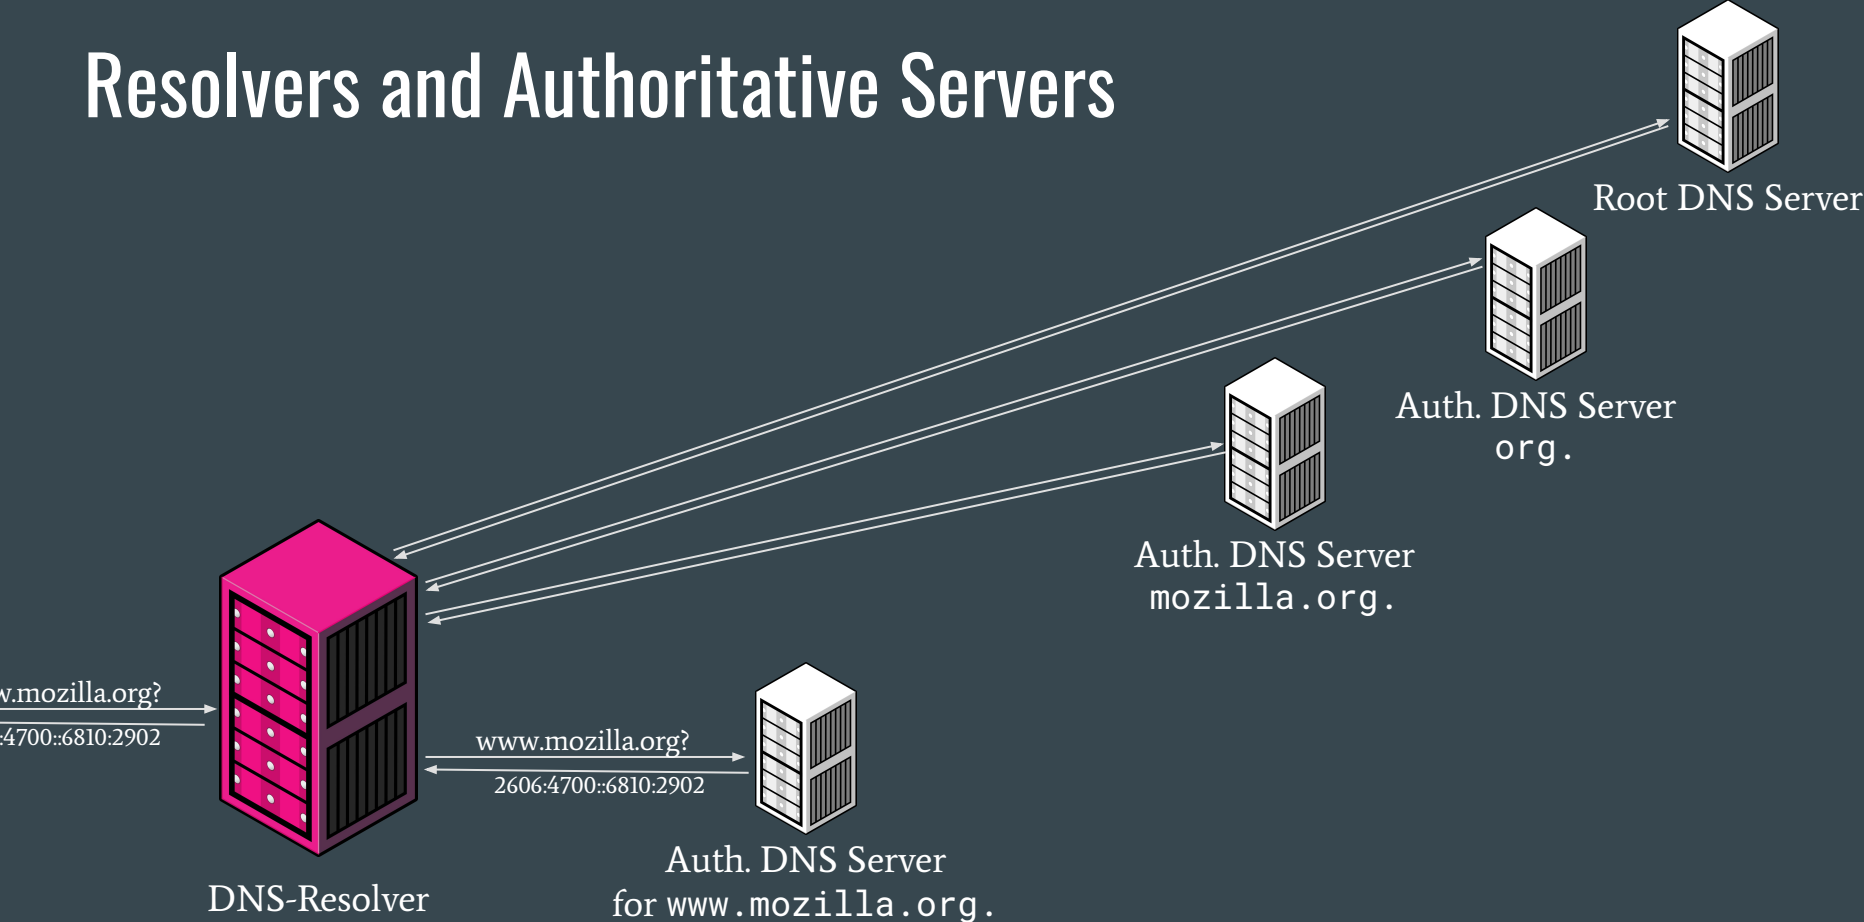 Resolvers and Authoritative Servers
Root DNS Server
Auth. DNS Server
org.
Auth. DNS Server
mozilla.org.
w.mozilla.org?
:4700::6810:2902
www.mozilla.org?
2606:4700::6810:2902
Auth. DNS Server
for www.mozilla.org.
DNS-Resolver